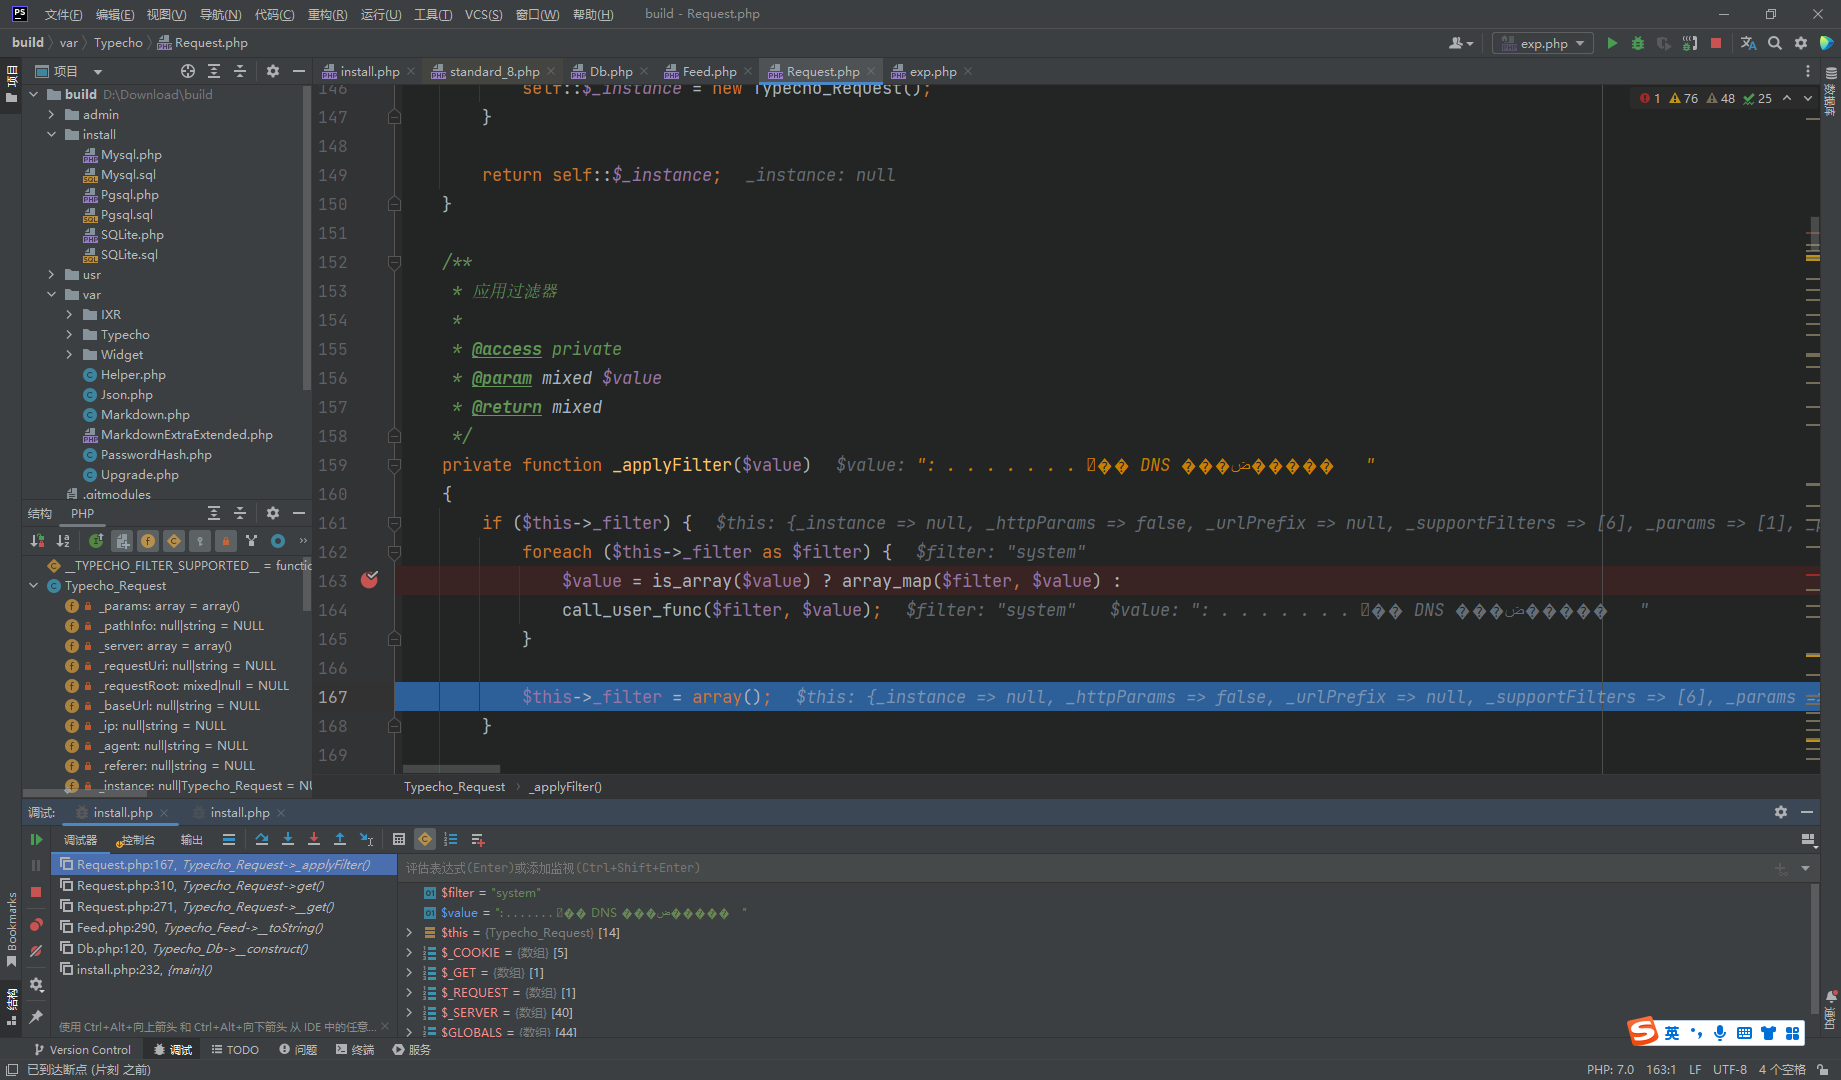 PS 文件(F) 编辑(E) 视图(V) 导航(N) 代码(C) 重构(R) 运行(U) 工具(T) VCS(S) 窗口(W) 帮助(H) build - Request.php
build var Typecho Request.php exp.php
项目
项目 install.php standard_8.php Db.php Feed.php Request.php exp.php
数据库
build D:\Download\build
admin
install
Mysql.php
Mysql.sql
Pgsql.php
Pgsql.sql
SQLite.php
SQLite.sql
usr
var
IXR
Typecho
Widget
Helper.php
Json.php
Markdown.php
MarkdownExtraExtended.php
PasswordHash.php
Upgrade.php
.gitmodules
1 76 48 25
146 self::$_instance = new Typecho_Request();
147 }
148
149 return self::$_instance; _instance: null
150 }
151
152 /**
153 * 应用过滤器
154 *
155 * @access private
156 * @param mixed $value
157 * @return mixed
158 */
159 private function _applyFilter($value) $value: ":. . . . . . . �� DNS ���ض����� "
160 {
161 if ($this->_filter) { $this: {_instance => null, _httpParams => false, _urlPrefix => null, _supportFilters => [6], _params => [1], _p
162 foreach ($this->_filter as $filter) { $filter: "system"
163 $value = is_array($value) ? array_map($filter, $value) :
164 call_user_func($filter, $value); $filter: "system" $value: ":. . . . . . . �� DNS ���ض����� "
165 }
166
167 $this->_filter = array(); $this: {_instance => null, _httpParams => false, _urlPrefix => null, _supportFilters => [6], _params =
168 }
169
Typecho_Request _applyFilter()
结构 PHP
__TYPECHO_FILTER_SUPPORTED__ = functio
Typecho_Request
_params: array = array()
_pathInfo: null|string = NULL
_server: array = array()
_requestUri: null|string = NULL
_requestRoot: mixed|null = NULL
_baseUrl: null|string = NULL
_ip: null|string = NULL
_agent: null|string = NULL
_referer: null|string = NULL
_instance: null|Typecho_Request = NU
调试: install.php install.php
调试器 控制台 输出
Request.php:167, Typecho_Request->_applyFilter()
Request.php:310, Typecho_Request->get()
Request.php:271, Typecho_Request->__get()
Feed.php:290, Typecho_Feed->__toString()
Db.php:120, Typecho_Db->__construct()
install.php:232, {main}()
使用 Ctrl+Alt+向上箭头 和 Ctrl+Alt+向下箭头 从 IDE 中的任意...
评估表达式(Enter)或添加监视(Ctrl+Shift+Enter)
$filter = "system"
$value = ":. . . . . . . �� DNS ���ض����� "
$this = {Typecho_Request} [14]
$_COOKIE = {数组} [5]
$_GET = {数组} [1]
$_REQUEST = {数组} [1]
$_SERVER = {数组} [40]
$GLOBALS = {数组} [44]
Bookmarks
结构
通知
英
Version Control 调试 TODO 问题 终端 服务
已到达断点 (片刻 之前) PHP: 7.0 163:1 LF UTF-8 4 个空格